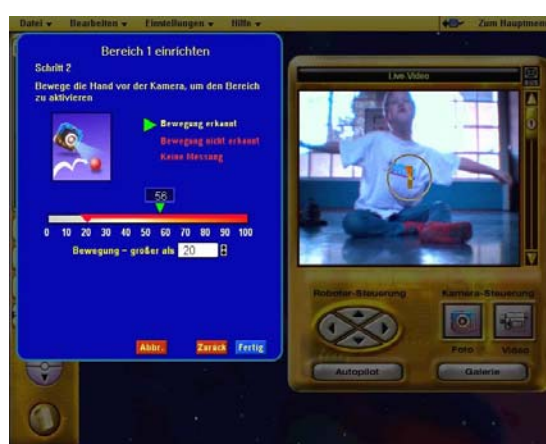 Datei Bearbeiten Einstellungen Hilfe Zum Hauptmenü
Bereich 1 einrichten
Schritt 2
Bewege die Hand vor der Kamera, um den Bereich
zu aktivieren
Bewegung erkannt
Bewegung nicht erkannt
Keine Messung
56
0 10 20 30 40 50 60 70 80 90 100
Bewegung – großer als 20
Abbr. Zurück Fertig
Live Video
Roboter-Steuerung Kamera-Steuerung
Foto Video
Autopilot Galerie